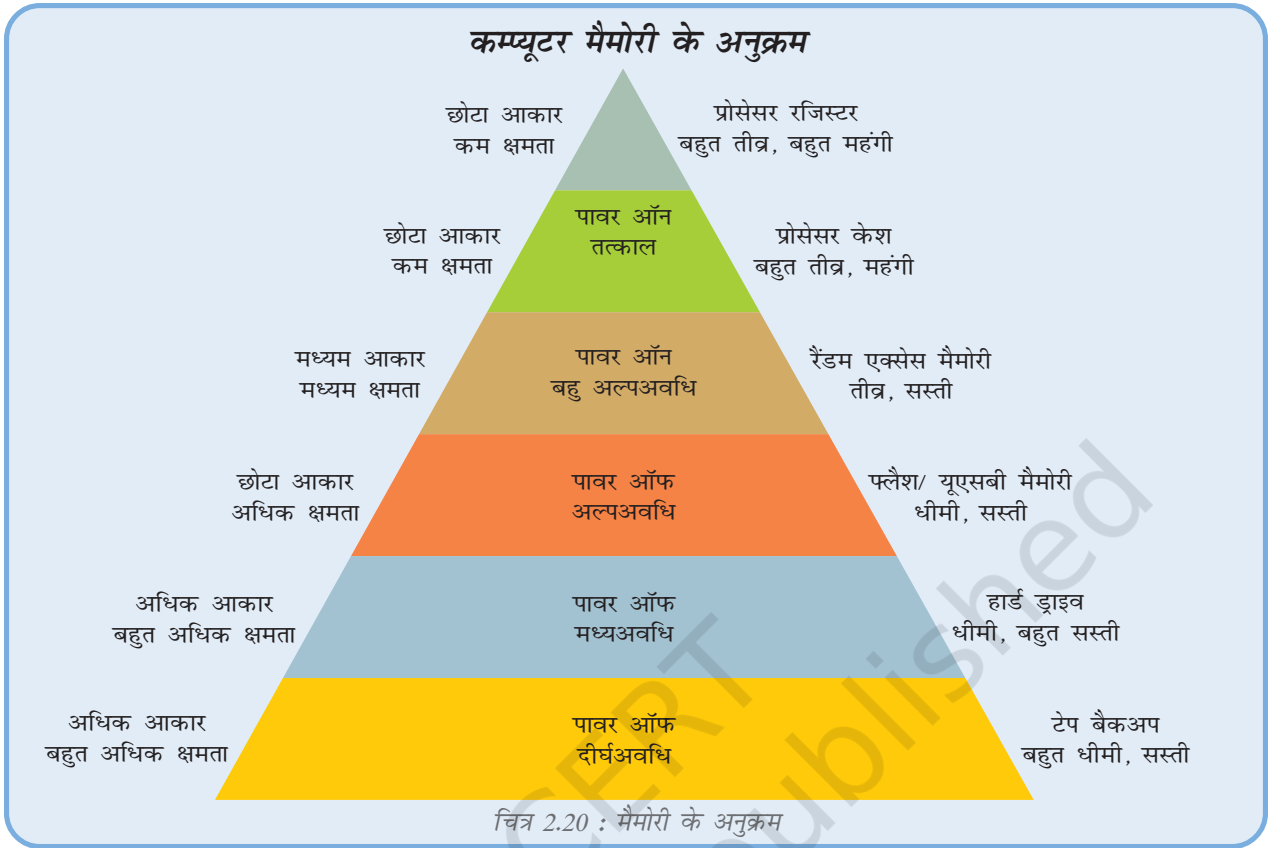 कम्प्यूटर मैमोरी के अनुक्रम
छोटा आकार
कम क्षमता
प्रोसेसर रजिस्टर
बहुत तीव्र, बहुत महंगी
छोटा आकार
कम क्षमता
पावर ऑन
तत्काल
प्रोसेसर केश
बहुत तीव्र, महंगी
मध्यम आकार
मध्यम क्षमता
पावर ऑन
बहु अल्पअवधि
रैंडम एक्सेस मैमोरी
तीव्र, सस्ती
छोटा आकार
अधिक क्षमता
पावर ऑफ
अल्पअवधि
फ्लैश/ यूएसबी मैमोरी
धीमी, सस्ती
अधिक आकार
बहुत अधिक क्षमता
पावर ऑफ
मध्यअवधि
हार्ड ड्राइव
धीमी, बहुत सस्ती
अधिक आकार
बहुत अधिक क्षमता
पावर ऑफ
दीर्घअवधि
टेप बैकअप
बहुत धीमी, सस्ती
चित्र 2.20 : मैमोरी के अनुक्रम
CERT
published